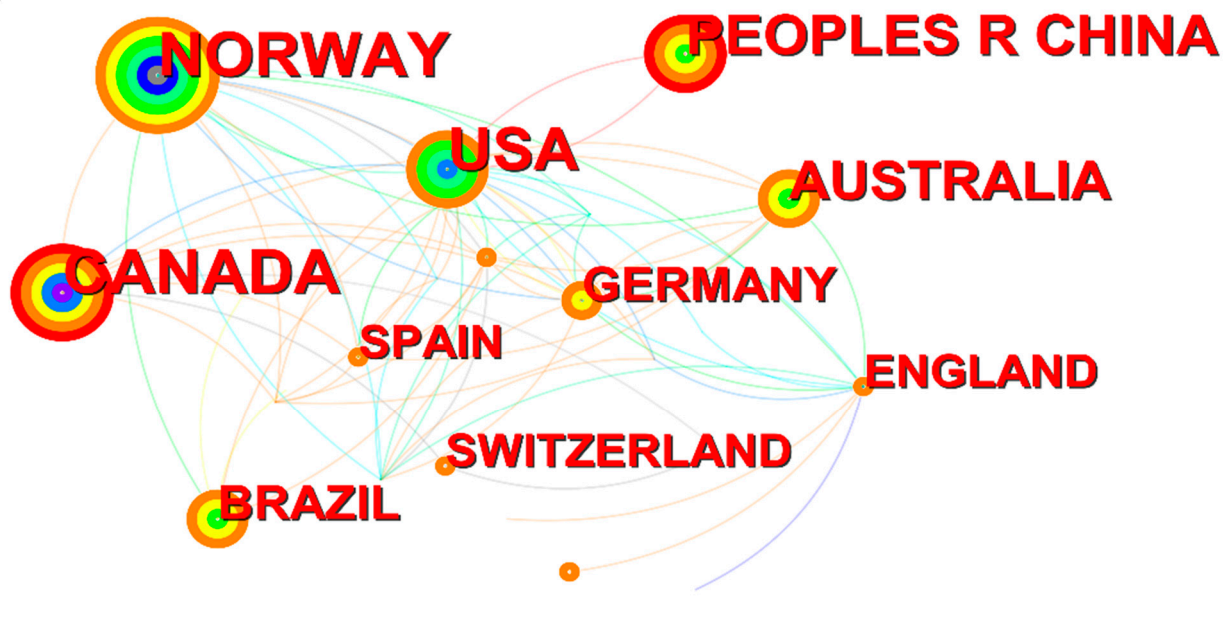 NORWAY
PEOPLES R CHINA
USA
AUSTRALIA
CANADA
GERMANY
SPAIN
ENGLAND
SWITZERLAND
BRAZIL